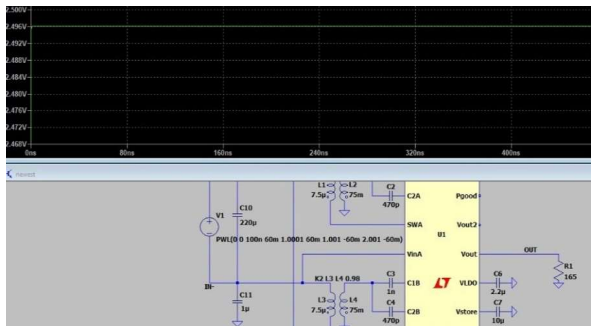 2.500V
2.496V
2.492V
2.488V
2.484V
2.480V
2.476V
2.472V
2.468V
0ns 80ns 160ns 240ns 320ns 400ns
newest
L1 L2 C2 C2A Pgood
7.5µ 75m 470p
C10
V1 220µ SWA Vout2
PWL(0 0 100n 60m 1.0001 60m 1.001 -60m 2.001 -60m) U1
VinA Vout OUT
R1
165
K2 L3 L4 0.98 C3 C6
Bi- 1n C1B VLDO 2.2µ
C11 L3 L4 C4 C7
1µ 7.5µ 75m 470p C2B Vstore 10µ